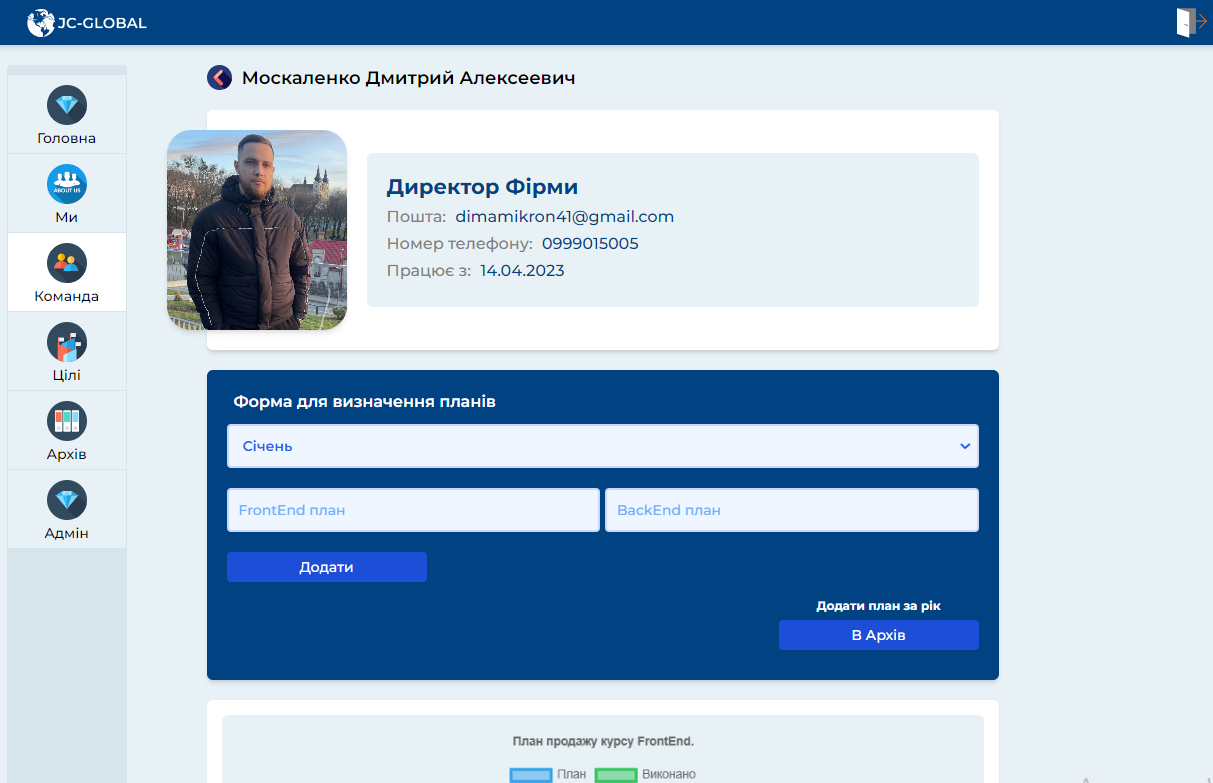 JC-GLOBAL
Москаленко Дмитрий Алексеевич
Головна
ABOUT US
Ми
Команда
Цілі
Архів
Адмін
Директор Фірми
Пошта: dimamikron41@gmail.com
Номер телефону: 0999015005
Працює з: 14.04.2023
Форма для визначення планів
Січень
FrontEnd план
BackEnd план
Додати
Додати план за рік
В Архів
План продажу курсу FrontEnd.
План
Виконано